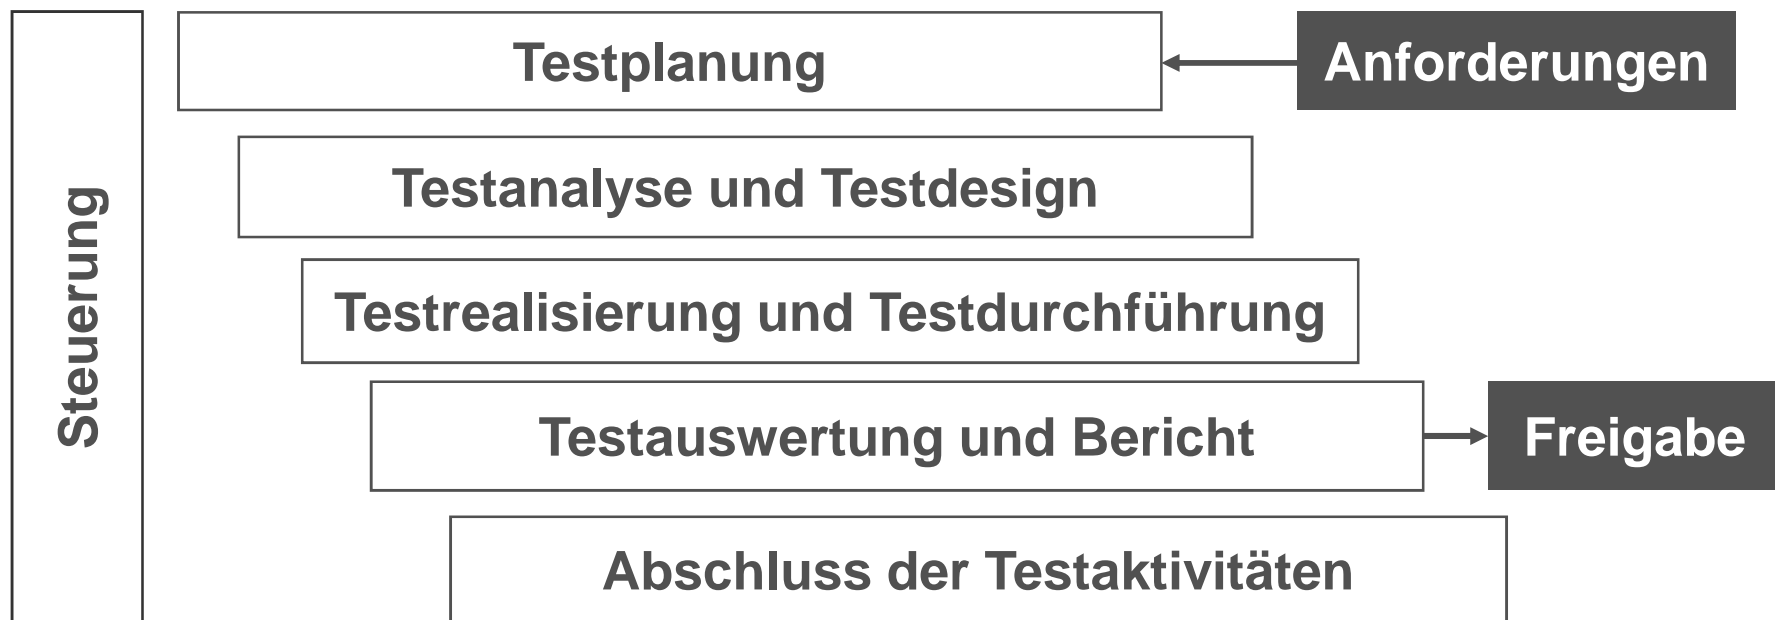 Steuerung
Testplanung
Anforderungen
Testanalyse und Testdesign
Testrealisierung und Testdurchführung
Testauswertung und Bericht
Freigabe
Abschluss der Testaktivitäten